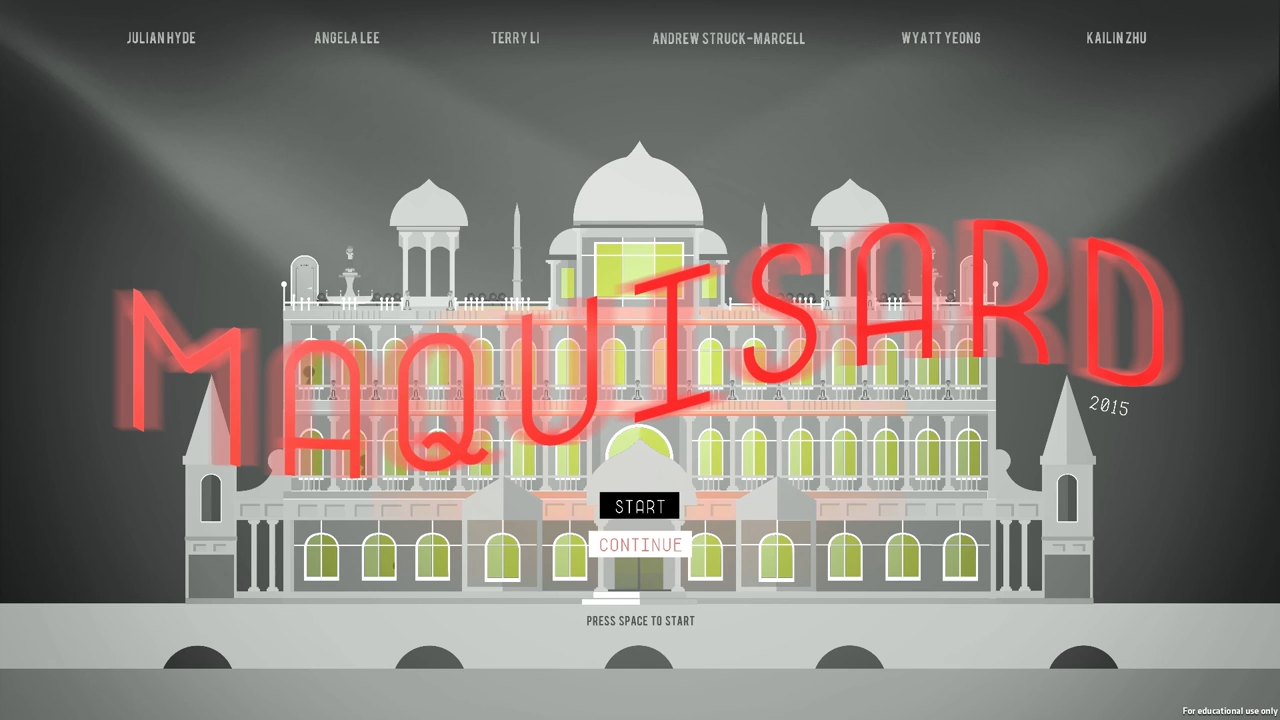 JULIAN HYDE ANGELA LEE TERRY LI ANDREW STRUCK-MARCELL WYATT YEONG KAILIN ZHU
MAQUISARD
2015
START
CONTINUE
PRESS SPACE TO START
For educational use only